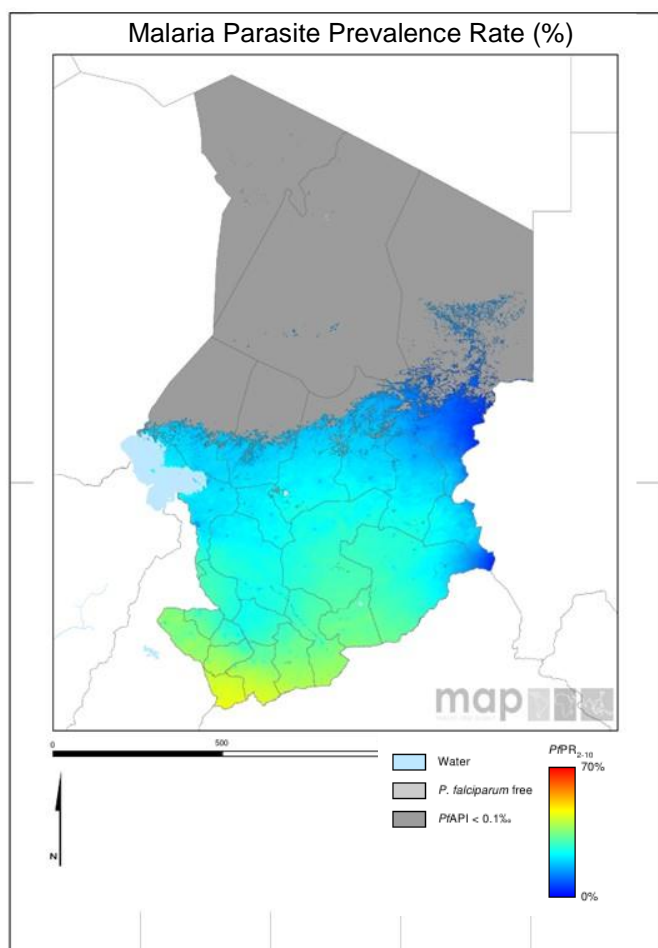 Malaria Parasite Prevalence Rate (%)
map
0 500
Water
P. falciparum free
PfAPI < 0.1‰
PfPR2-10
70%
0%
N